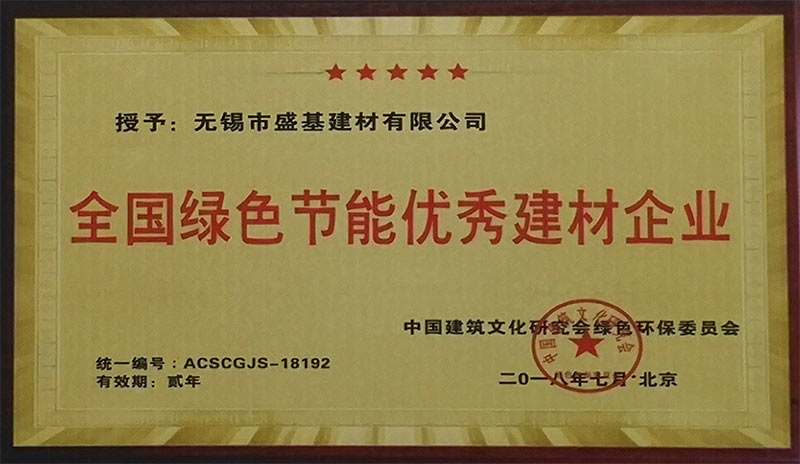 授予：无锡市盛基建材有限公司
全国绿色节能优秀建材企业
中国建筑文化研究会绿色环保委员会
统一编号：ACSCGJS-18192
有效期：贰年
二〇一八年七月·北京